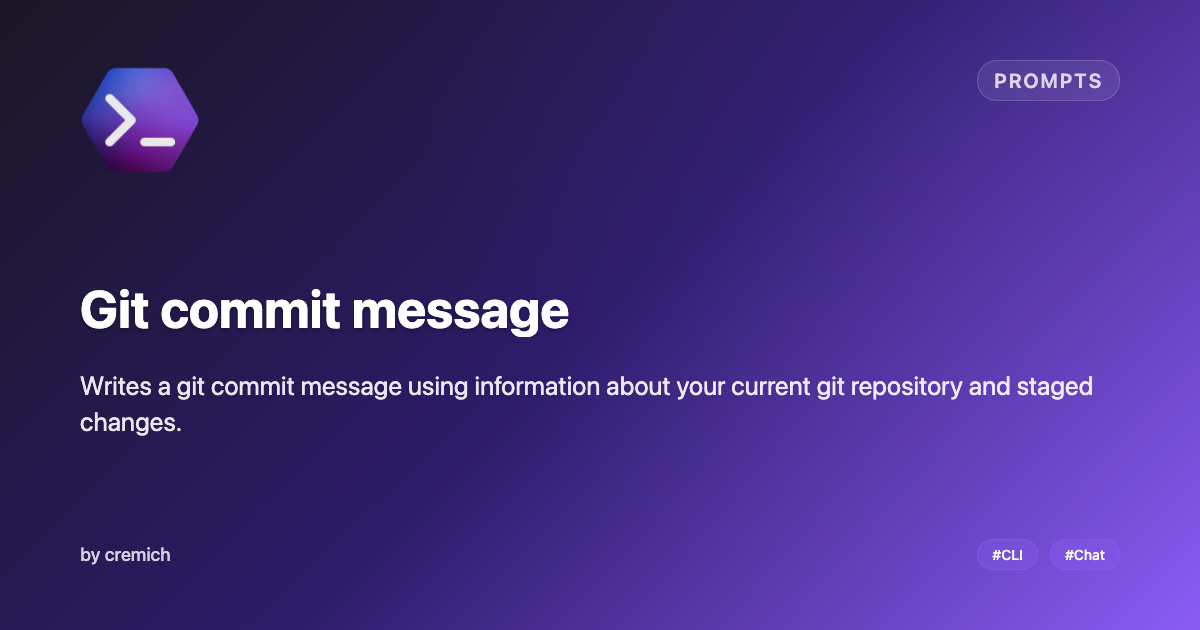 PROMPTS
Git commit message
Writes a git commit message using information about your current git repository and staged
changes.
by cremich
#CLI
#Chat